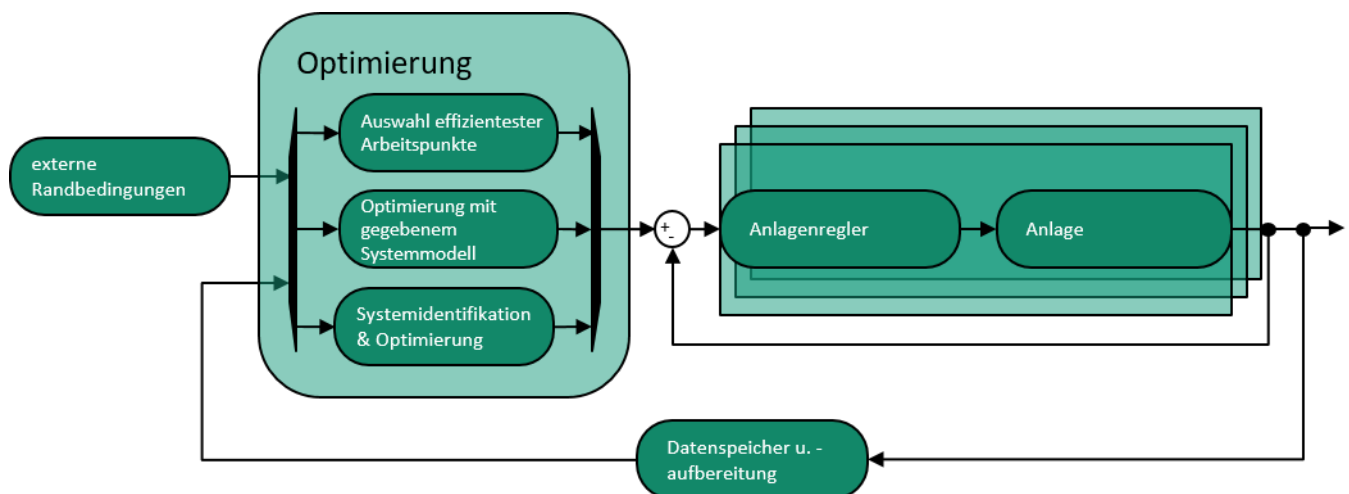 Optimierung
Auswahl effizientester
Arbeitspunkte
externe
Randbedingungen
Optimierung mit
gegebenem
Systemmodell
+
-
Anlagenregler
Anlage
Systemidentifikation
& Optimierung
Datenspeicher u. -
aufbereitung